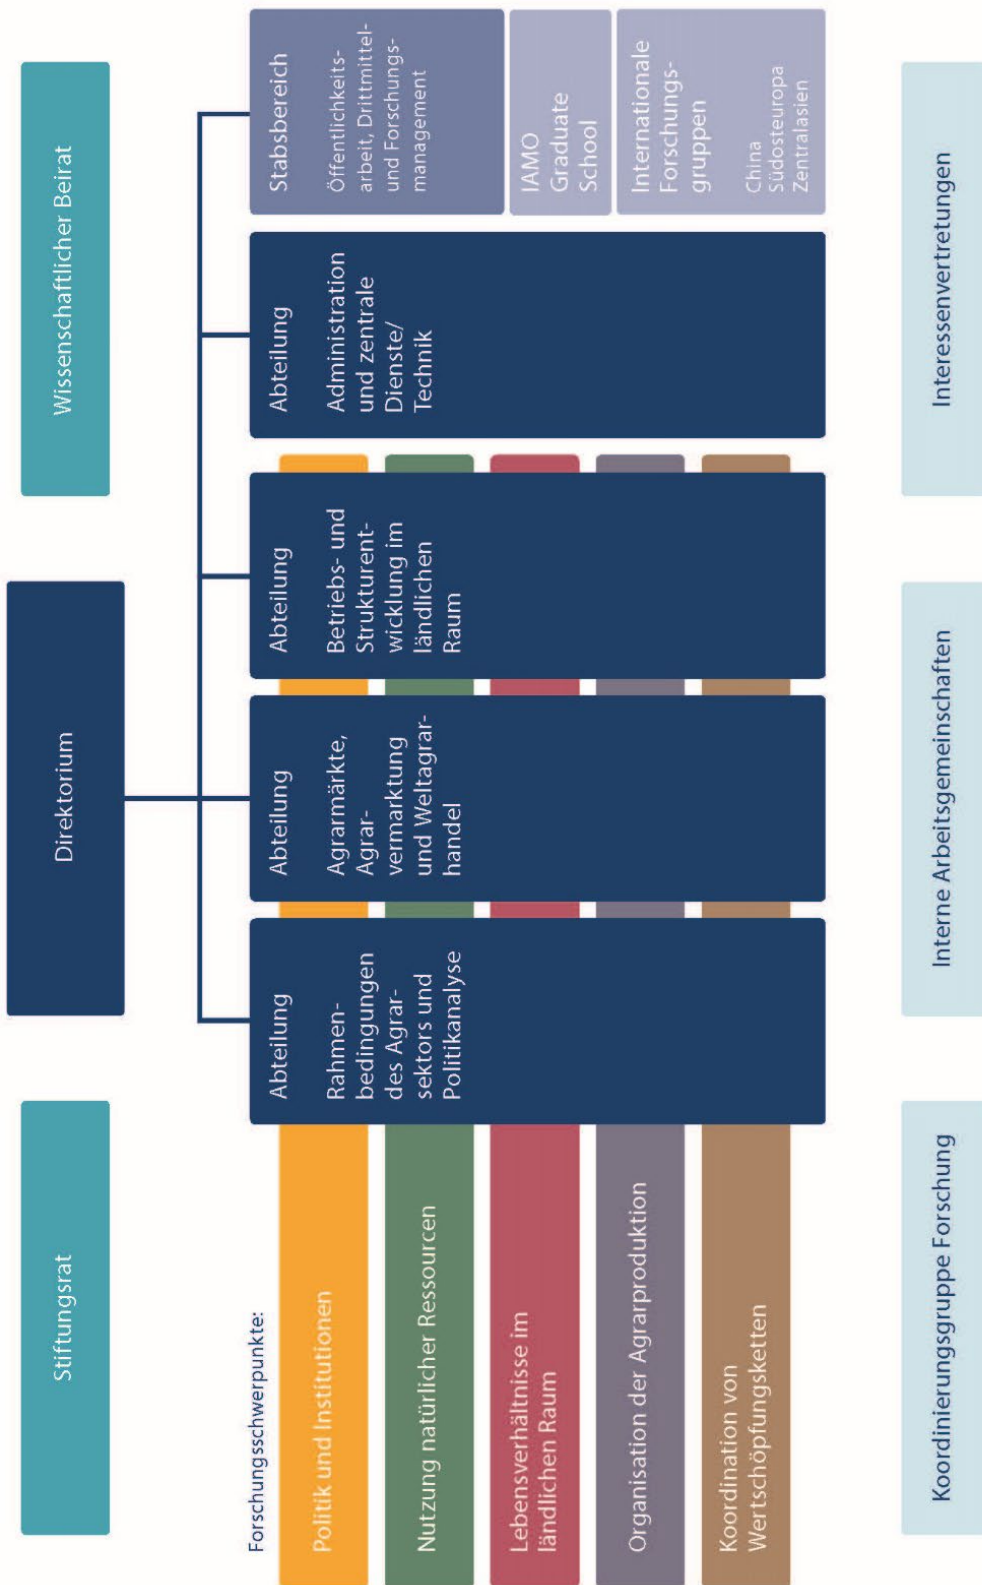 Stiftungsrat
Direktorium
Wissenschaftlicher Beirat
Forschungsschwerpunkte:
Politik und Institutionen
Nutzung natürlicher Ressourcen
Lebensverhältnisse im
ländlichen Raum
Organisation der Agrarproduktion
Koordination von
Wertschöpfungsketten
Abteilung
Rahmen-
bedingungen
des Agrar-
sektors und
Politikanalyse
Abteilung
Agrarmärkte,
Agrar-
vermarktung
und Weltagrar-
handel
Abteilung
Betriebs- und
Strukturent-
wicklung im
ländlichen
Raum
Abteilung
Administration
und zentrale
Dienste/
Technik
Stabsbereich
Öffentlichkeits-
arbeit, Drittmittel-
und Forschungs-
management
IAMO
Graduate
School
Internationale
Forschungs-
gruppen
China
Südosteuropa
Zentralasien
Koordinierungsgruppe Forschung
Interne Arbeitsgemeinschaften
Interessenvertretungen